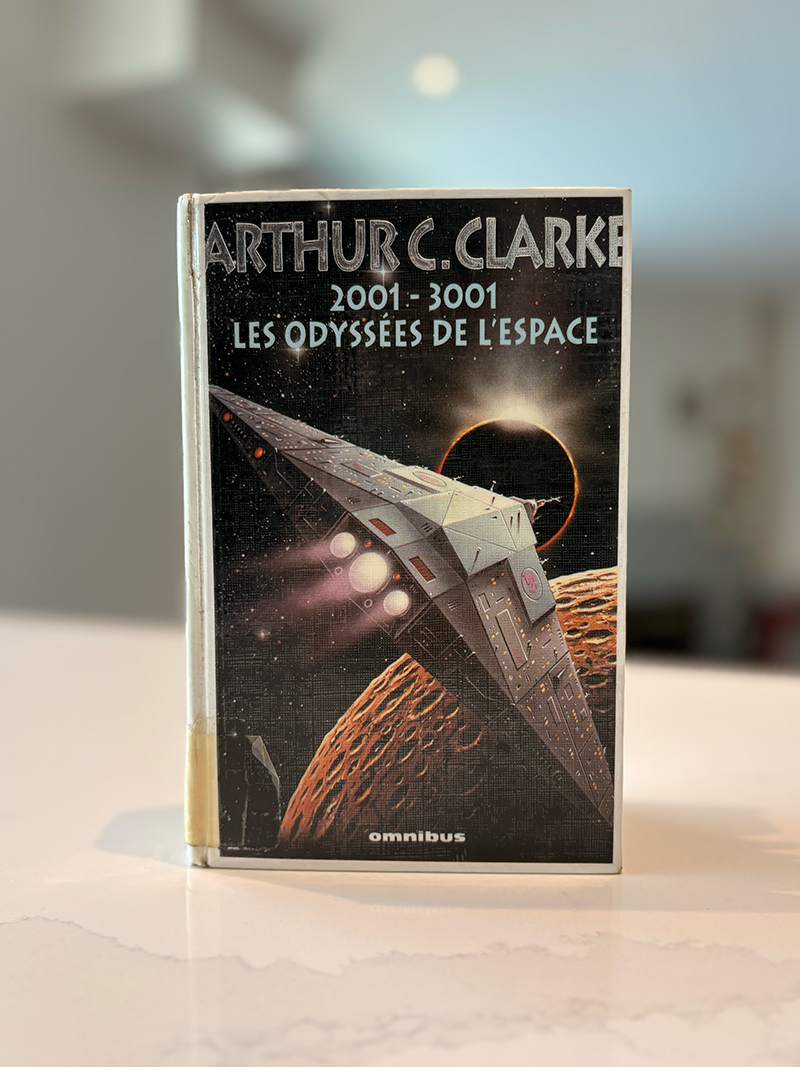 ARTHUR C. CLARKE
2001 - 3001
LES ODYSSÉES DE L'ESPACE
omnibus